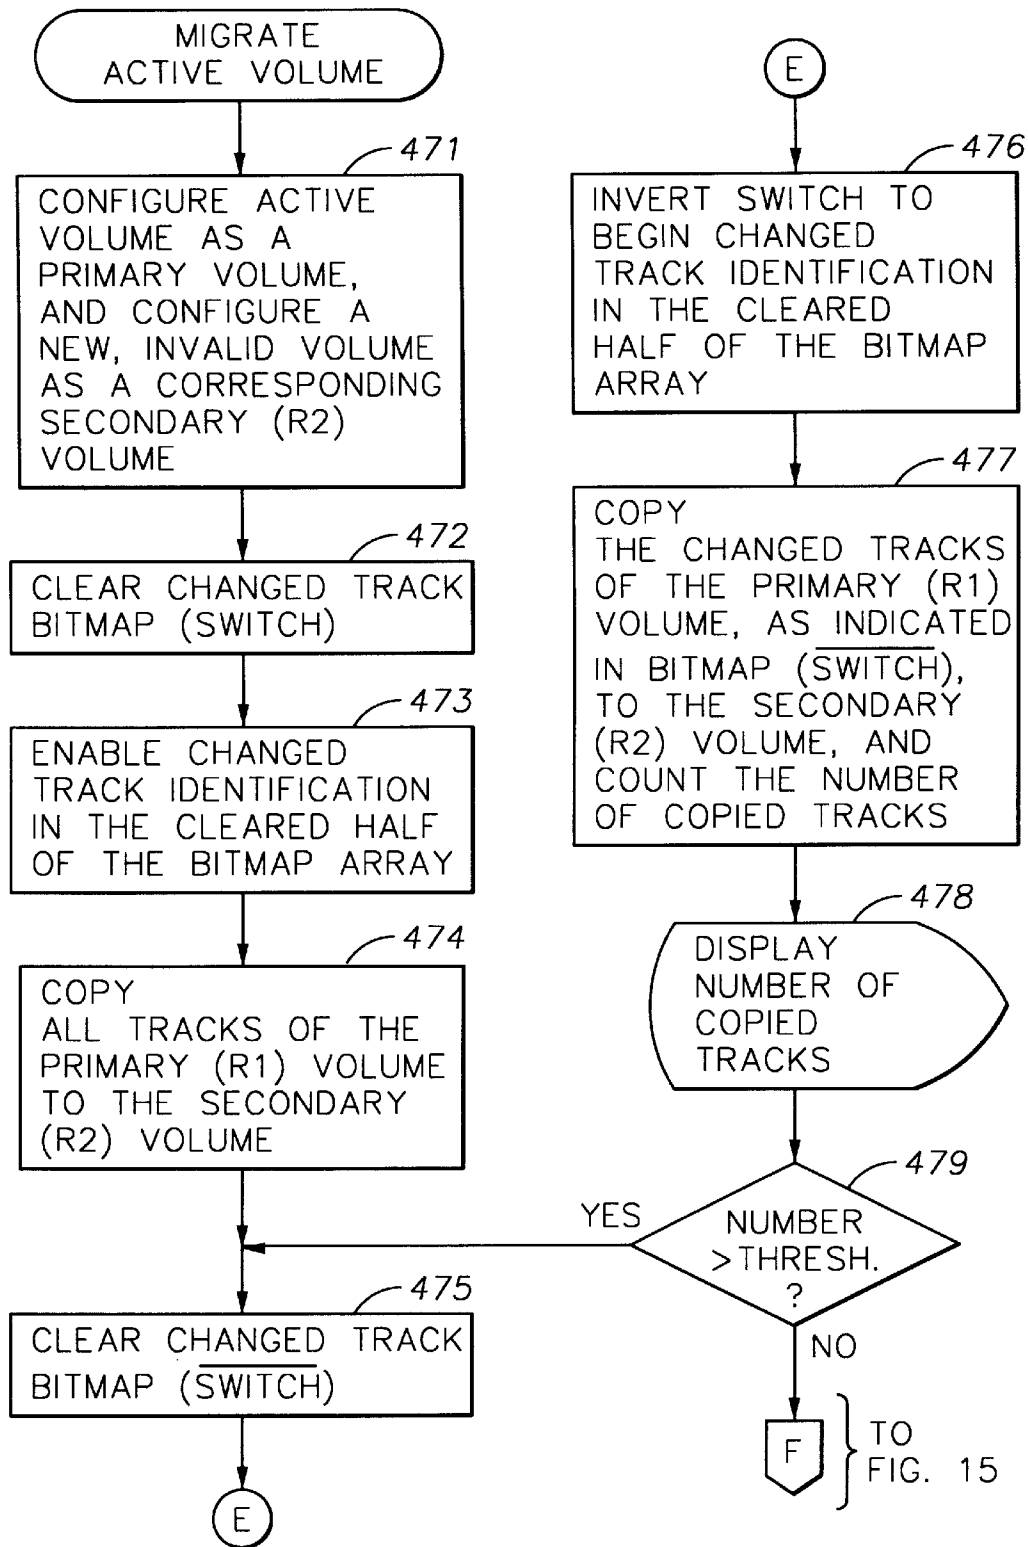 MIGRATE
ACTIVE VOLUME
471
CONFIGURE ACTIVE
VOLUME AS A
PRIMARY VOLUME,
AND CONFIGURE A
NEW, INVALID VOLUME
AS A CORRESPONDING
SECONDARY (R2)
VOLUME
472
CLEAR CHANGED TRACK
BITMAP (SWITCH)
473
ENABLE CHANGED
TRACK IDENTIFICATION
IN THE CLEARED HALF
OF THE BITMAP ARRAY
474
COPY
ALL TRACKS OF THE
PRIMARY (R1) VOLUME
TO THE SECONDARY
(R2) VOLUME
475
CLEAR CHANGED TRACK
BITMAP (S̅W̅I̅T̅C̅H̅)
E
E
476
INVERT SWITCH TO
BEGIN CHANGED
TRACK IDENTIFICATION
IN THE CLEARED
HALF OF THE BITMAP
ARRAY
477
COPY
THE CHANGED TRACKS
OF THE PRIMARY (R1)
VOLUME, AS INDICATED
IN BITMAP (S̅W̅I̅T̅C̅H̅),
TO THE SECONDARY
(R2) VOLUME, AND
COUNT THE NUMBER
OF COPIED TRACKS
478
DISPLAY
NUMBER OF
COPIED
TRACKS
479
NUMBER
>THRESH.
?
YES
NO
F
TO
FIG. 15